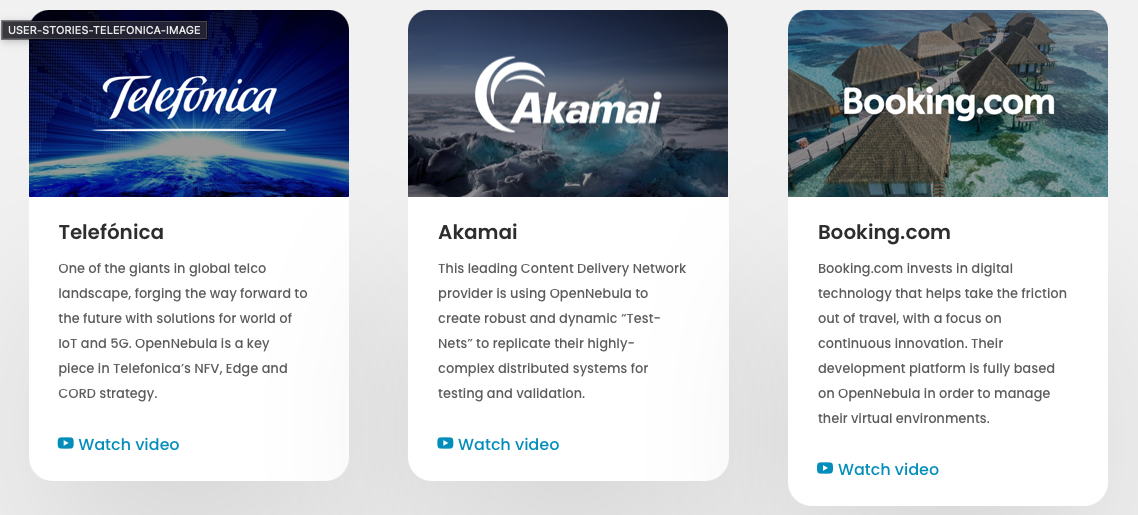 USER-STORIES-TELEFONICA-IMAGE
Telefónica
Telefónica
One of the giants in global telco
landscape, forging the way forward to
the future with solutions for world of
IoT and 5G. OpenNebula is a key
piece in Telefonica’s NFV, Edge and
CORD strategy.
Watch video
Akamai
Akamai
This leading Content Delivery Network
provider is using OpenNebula to
create robust and dynamic “Test-
Nets” to replicate their highly-
complex distributed systems for
testing and validation.
Watch video
Booking.com
Booking.com
Booking.com invests in digital
technology that helps take the friction
out of travel, with a focus on
continuous innovation. Their
development platform is fully based
on OpenNebula in order to manage
their virtual environments.
Watch video